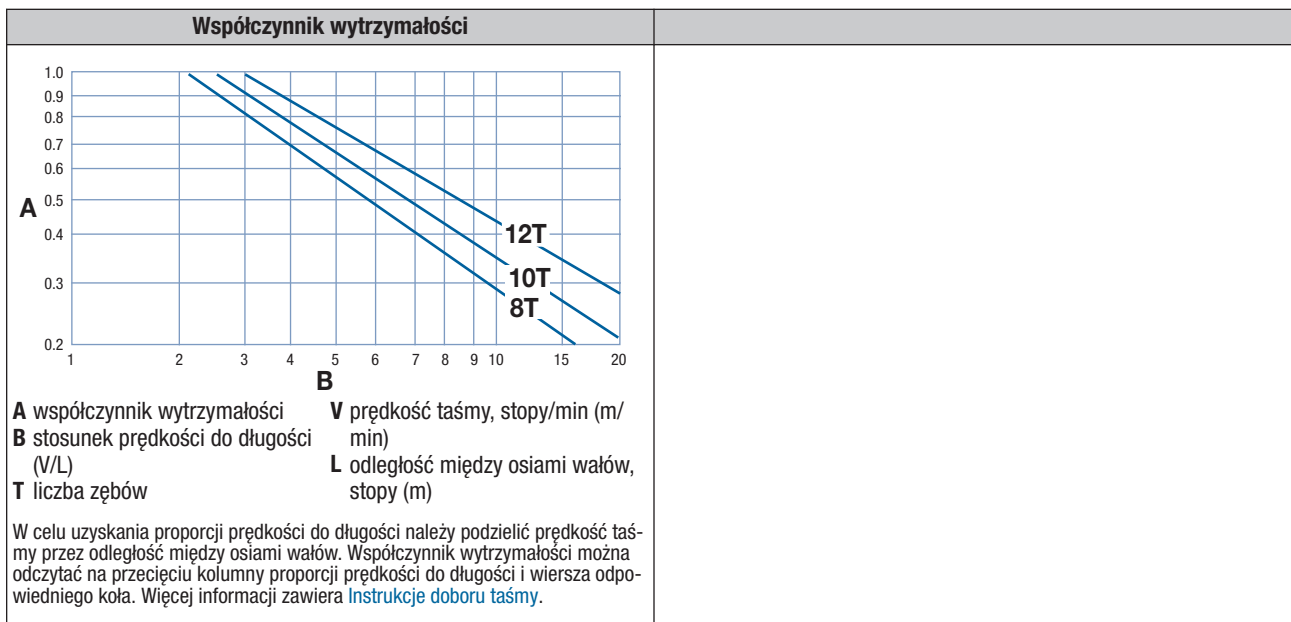 Współczynnik wytrzymałości
1.0
0.9
0.8
0.7
0.6
0.5
A
0.4
0.3
0.2
12T
10T
8T
1 2 3 4 5 6 7 8 9 10 15 20
B
A współczynnik wytrzymałości
B stosunek prędkości do długości
(V/L)
T liczba zębów
V prędkość taśmy, stopy/min (m/
min)
L odległość między osiami wałów,
stopy (m)
W celu uzyskania proporcji prędkości do długości należy podzielić prędkość taś-
my przez odległość między osiami wałów. Współczynnik wytrzymałości można
odczytać na przecięciu kolumny proporcji prędkości do długości i wiersza odpo-
wiedniego koła. Więcej informacji zawiera Instrukcje doboru taśmy.